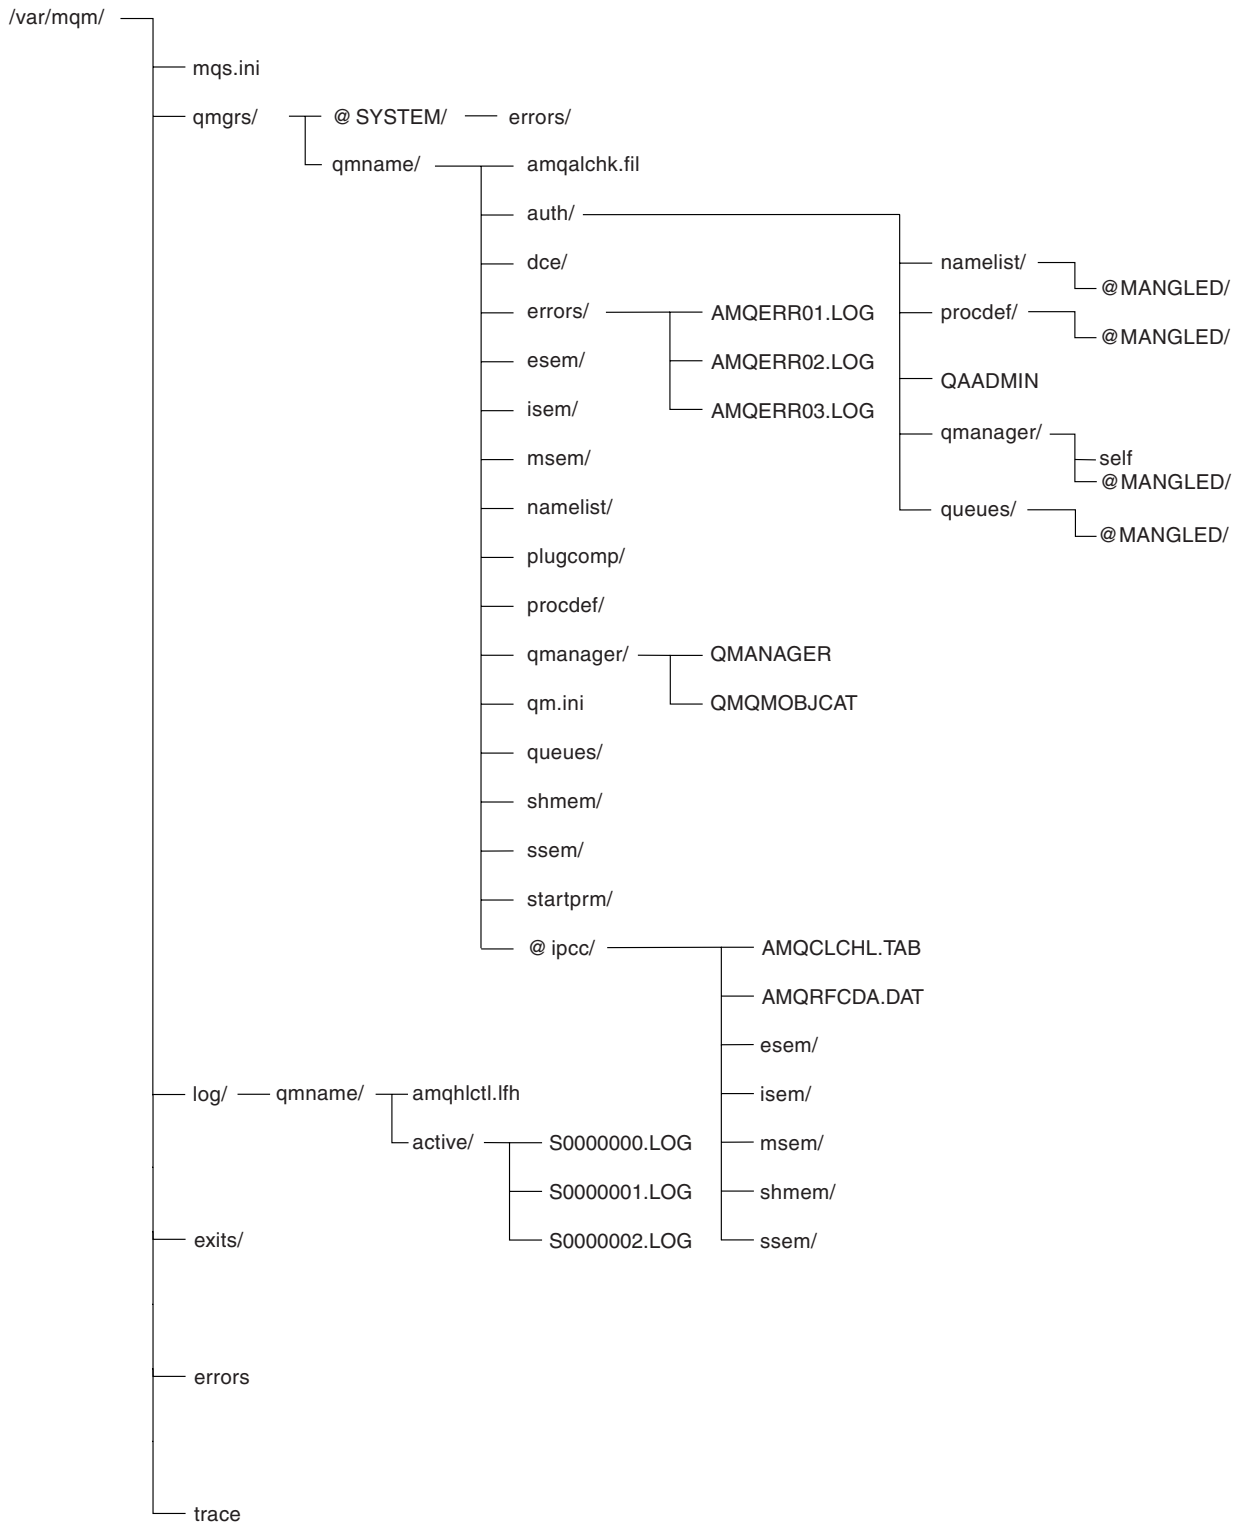 /var/mqm/
mqs.ini
qmgrs/ @SYSTEM/ errors/
qmname/ amqalchk.fil
auth/
dce/ namelist/
@MANGLED/
errors/ AMQERR01.LOG procdef/
@MANGLED/
esem/ AMQERR02.LOG
QAADMIN
isem/ AMQERR03.LOG
qmanager/
msem/ self
@MANGLED/
namelist/ queues/
@MANGLED/
plugcomp/
procdef/
qmanager/ QMANAGER
qm.ini QMQMOBJCAT
queues/
shmem/
ssem/
startprm/
@ipcc/ AMQCLCHL.TAB
AMQRFCDA.DAT
esem/
log/ qmname/ amqhlctl.lfh isem/
active/ S0000000.LOG msem/
S0000001.LOG shmem/
exits/ S0000002.LOG ssem/
errors
trace